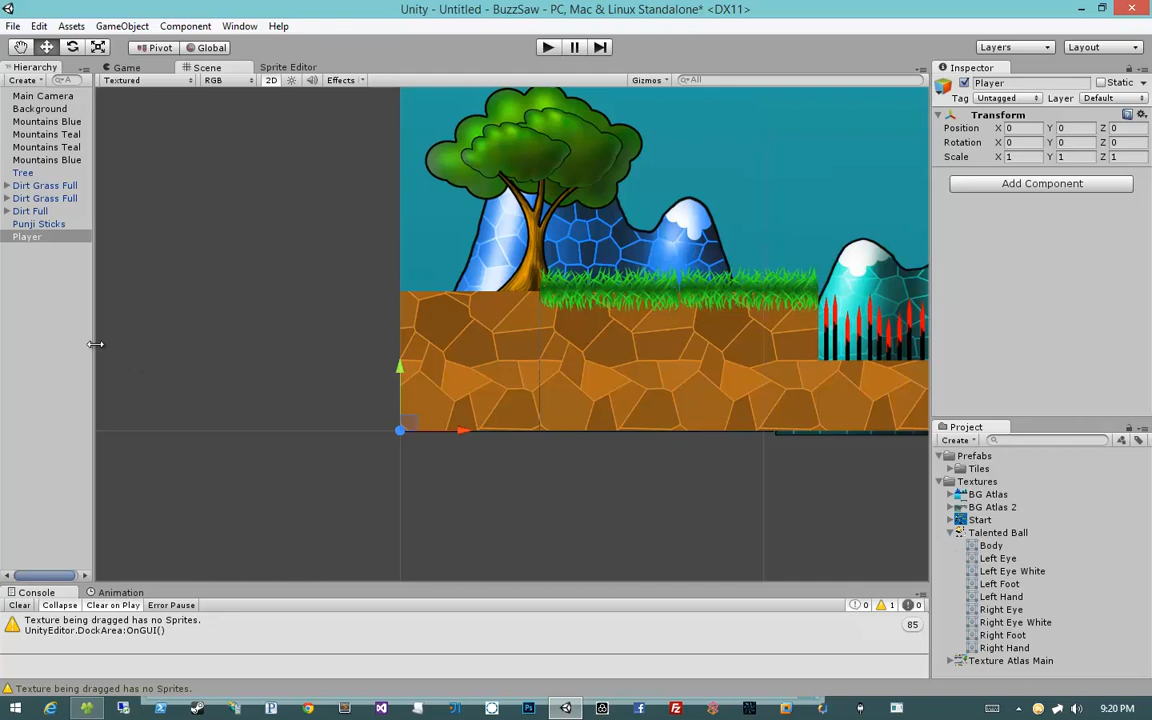 Unity - Untitled - BuzzSaw - PC, Mac & Linux Standalone* <DX11>
File Edit Assets GameObject Component Window Help
Pivot Global Layers Layout
Hierarchy Game Scene Sprite Editor Inspector
Create A Textured RGB 2D Effects Gizmos All
Player Static
Tag Untagged Layer Default
Transform
Position X 0 Y 0 Z 0
Rotation X 0 Y 0 Z 0
Scale X 1 Y 1 Z 1
Add Component
Main Camera
Background
Mountains Blue
Mountains Teal
Mountains Teal
Mountains Blue
Tree
Dirt Grass Full
Dirt Grass Full
Dirt Full
Punji Sticks
Player
Project
Create
Prefabs
Tiles
Textures
BG Atlas
BG Atlas 2
Start
Talented Ball
Body
Left Eye
Left Eye White
Left Foot
Left Hand
Right Eye
Right Eye White
Right Foot
Right Hand
Texture Atlas Main
Console Animation
Clear Collapse Clear on Play Error Pause 0 1 0
Texture being dragged has no Sprites.
UnityEditor.DockArea:OnGUI()
85
Texture being dragged has no Sprites.
9:20 PM